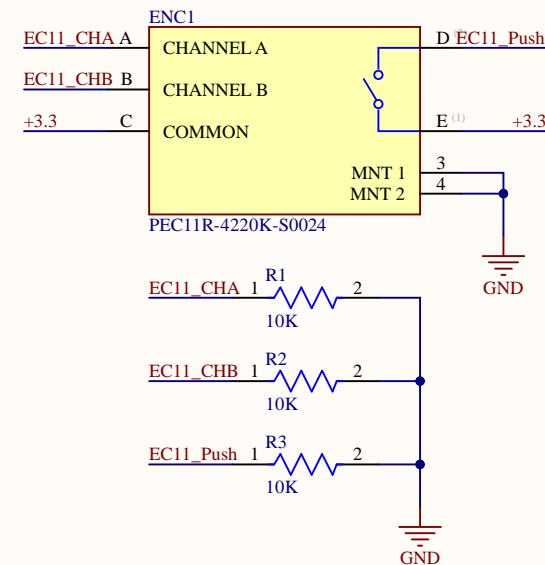 ENC1
EC11_CHA A CHANNEL A D EC11_Push
EC11_CHB B CHANNEL B
+3.3 C COMMON E (1) +3.3
MNT 1 3
MNT 2 4
PEC11R-4220K-S0024
GND
R1
EC11_CHA 1 2
10K
R2
EC11_CHB 1 2
10K
R3
EC11_Push 1 2
10K
GND